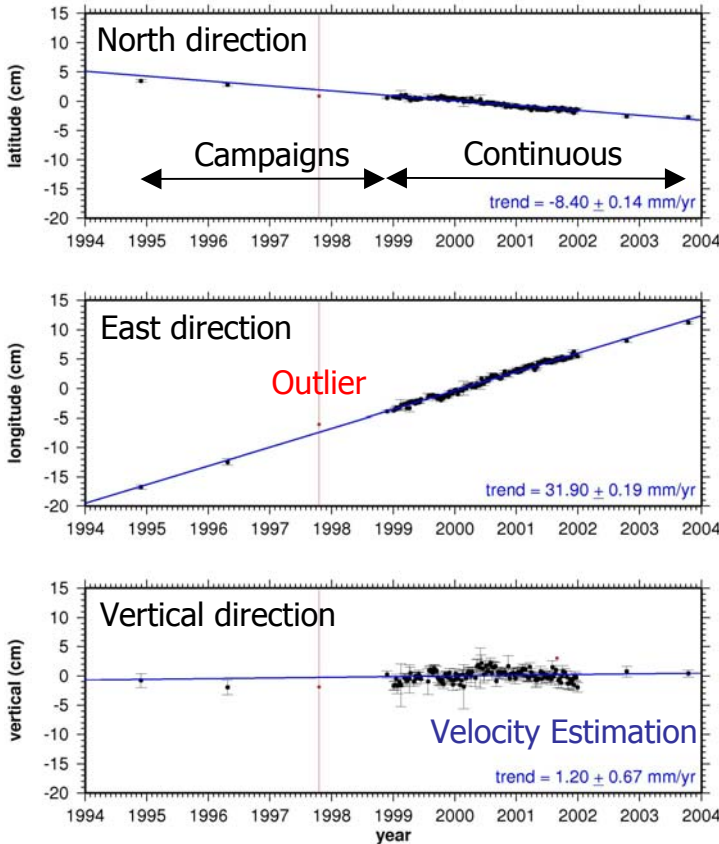 15
10
5
0
-5
-10
-15
-20
latitude (cm)
North direction
Campaigns Continuous
trend = -8.40 ± 0.14 mm/yr
1994 1995 1996 1997 1998 1999 2000 2001 2002 2003 2004
15
10
5
0
-5
-10
-15
-20
longitude (cm)
East direction
Outlier
trend = 31.90 ± 0.19 mm/yr
1994 1995 1996 1997 1998 1999 2000 2001 2002 2003 2004
15
10
5
0
-5
-10
-15
-20
vertical (cm)
Vertical direction
Velocity Estimation
trend = 1.20 ± 0.67 mm/yr
1994 1995 1996 1997 1998 1999 2000 2001 2002 2003 2004
year